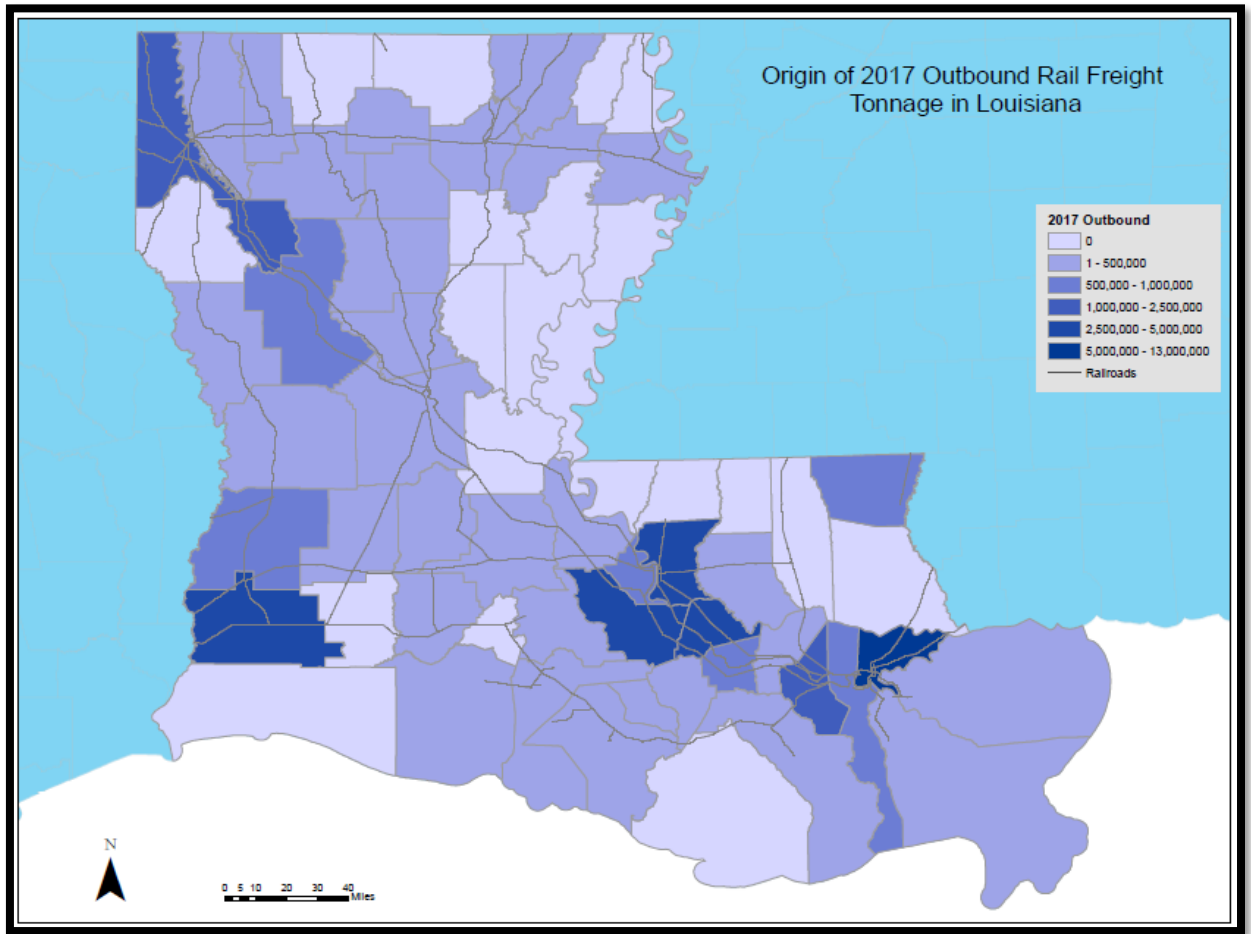 Origin of 2017 Outbound Rail Freight
Tonnage in Louisiana
2017 Outbound
0
1 - 500,000
500,000 - 1,000,000
1,000,000 - 2,500,000
2,500,000 - 5,000,000
5,000,000 - 13,000,000
Railroads
N
0 5 10 20 30 40
Miles